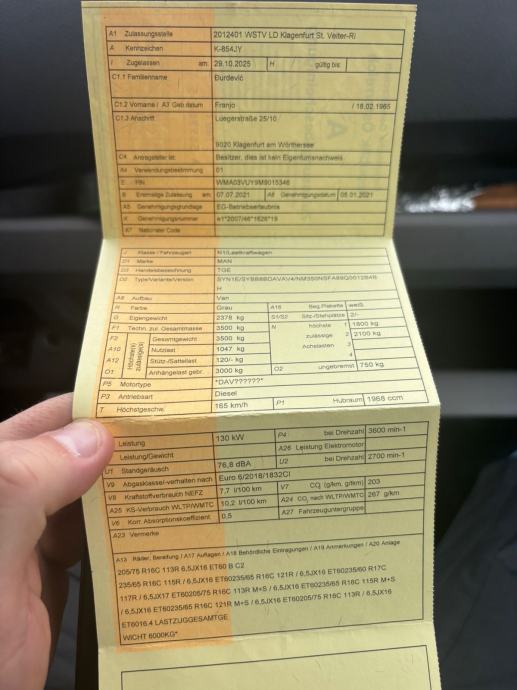 A1 Zulassungsstelle 2012401 WSTV LD Klagenfurt St. Veiter-Ri
A Kennzeichen K-854JY
I Zulassung am: 29.10.2025 H gültig bis
C1.1 Familienname Đurdević
C1.2 Vorname / A3 Geb.datum Franjo / 18.02.1965
C1.3 Anschrift Luegerstraße 25/10
9020 Klagenfurt am Wörthersee
C4 Antragsteller ist: Besitzer, dies ist kein Eigentumsnachweis
A4 Verwendungsbestimmung 01
E FIN WMA03VUY9M9015346
B Erstmalige Zulassung am: 07.07.2021 A6 Genehmigungsdatum 05.01.2021
A5 Genehmigungsgrundlage EG-Betriebserlaubnis
K Genehmigungsnummer e1*2007/46*1628*19
A7 Nationaler Code
J Klasse / Fahrzeugart N1/Lastkraftwagen
D1 Marke MAN
D3 Handelsbezeichnung TGE
D2 Type/Variante/Version
H
A8 Aufbau Van
R Farbe Grau A16 Beg.Plakette weiß
G Eigengewicht 2378 kg S1/S2 Sitz-/Stehplätze 2/-
F1 Techn. zul. Gesamtmasse 3500 kg N höchste 1 1800 kg
F2 Höchst(en) zulässige(s) Gesamtgewicht 3500 kg zulässige 2 2100 kg
A10 Nutzlast 1047 kg Achslasten 3
A12 Stütz-/Sattellast 120/- kg 4
O1 Anhängelast gebr. 3000 kg O2 ungebremst 750 kg
P5 Motortype *DAV??????*
P3 Antriebsart Diesel
T Höchstgeschw. 165 km/h P1 Hubraum 1968 ccm
Leistung 130 kW P4 bei Drehzahl 3600 min-1
Leistung/Gewicht A26 Leistung Elektromotor
U1 Standgeräusch 76,8 dBA U2 bei Drehzahl 2700 min-1
V9 Abgasklasse/-verhalten nach Euro 6/2018/1832CI
V8 Kraftstoffverbrauch NEFZ 7,7 l/100 km V7 CO₂ (g/km, g/tkm) 203
A25 KS-Verbrauch WLTP/WMTC 10,2 l/100 km A24 CO₂ nach WLTP/WMTC 267 g/km
V6 Korr. Absorptionskoeffizient 0,5 A27 Fahrzeuguntergruppe
A23 Vermerke
A13 Räder, Bereifung / A17 Auflagen / A18 Behördliche Eintragungen / A19 Anmerkungen / A20 Anlage
205/75 R16C 113R 6,5JX16 ET60 B C2
235/65 R16C 115R / 6,5JX16 ET60235/65 R16C 121R / 6,5JX16 ET60235/60 R17C
117R / 6,5JX17 ET60205/75 R16C 113R M+S / 6,5JX16 ET60235/65 R16C 115R M+S
/ 6,5JX16 ET60235/65 R16C 121R M+S / 6,5JX16 ET60205/75 R16C 113R / 6,5JX16
ET6016.4 LASTZUGGESAMTGE
WICHT 6000KG*